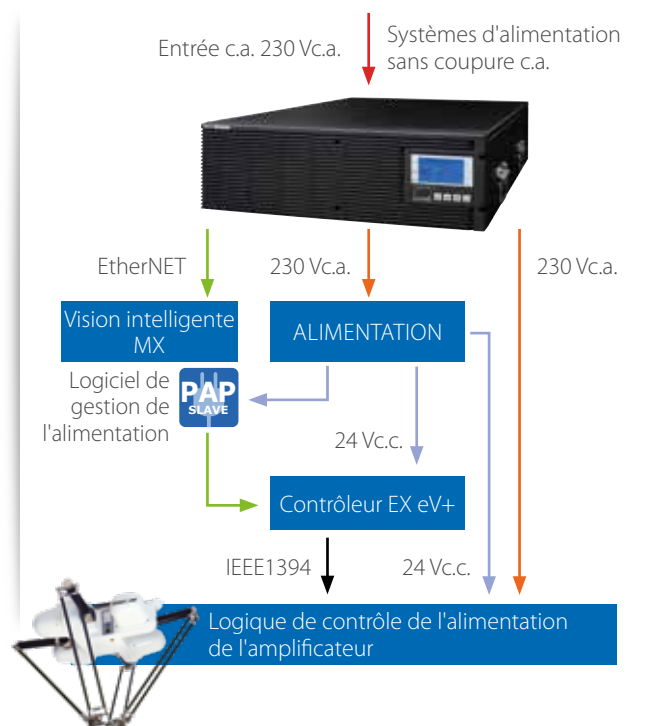 Entrée c.a. 230 Vc.a.
Systèmes d'alimentation
sans coupure c.a.
EtherNET
230 Vc.a.
230 Vc.a.
Vision intelligente
MX
ALIMENTATION
Logiciel de
gestion de
l'alimentation
PAP
SLAVE
24 Vc.c.
Contrôleur EX eV+
IEEE1394
24 Vc.c.
Logique de contrôle de l'alimentation
de l'amplificateur